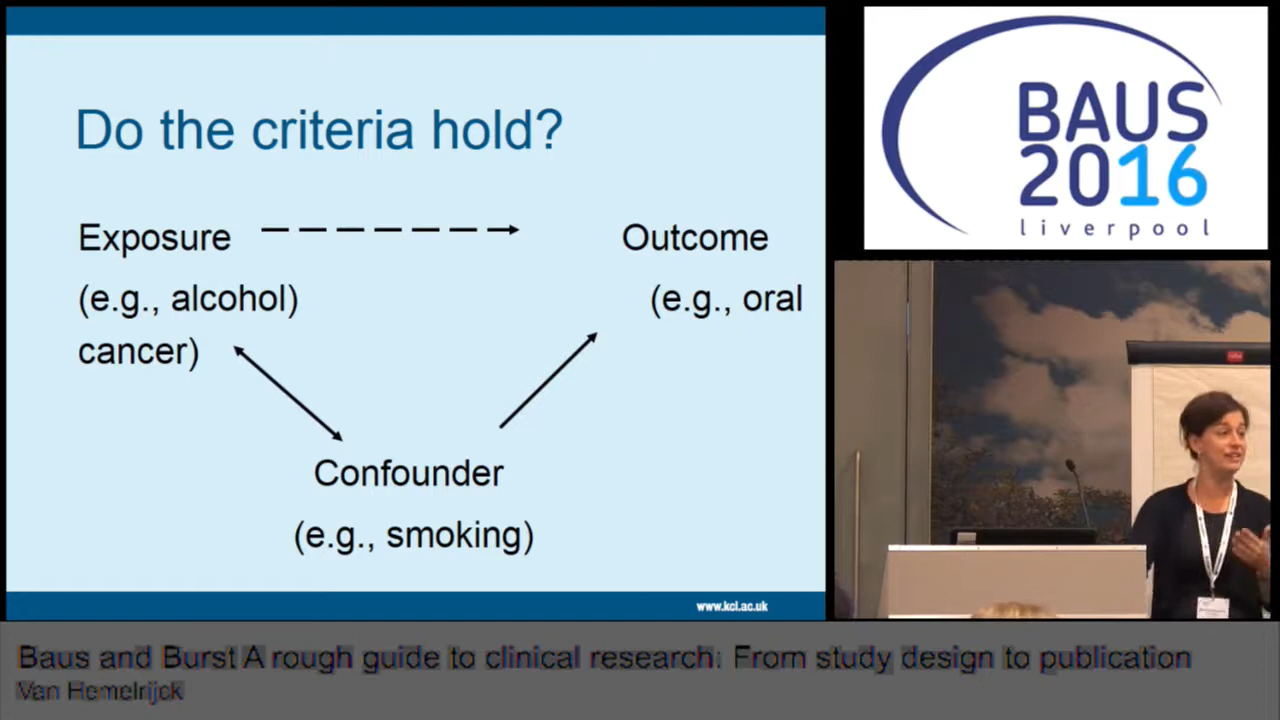 Do the criteria hold?
Exposure
Outcome
(e.g., alcohol)
(e.g., oral
cancer)
Confounder
(e.g., smoking)
www.kcl.ac.uk
BAUS
2016
liverpool
Baus and Burst A rough guide to clinical research: From study design to publication
Van Hemelrijck